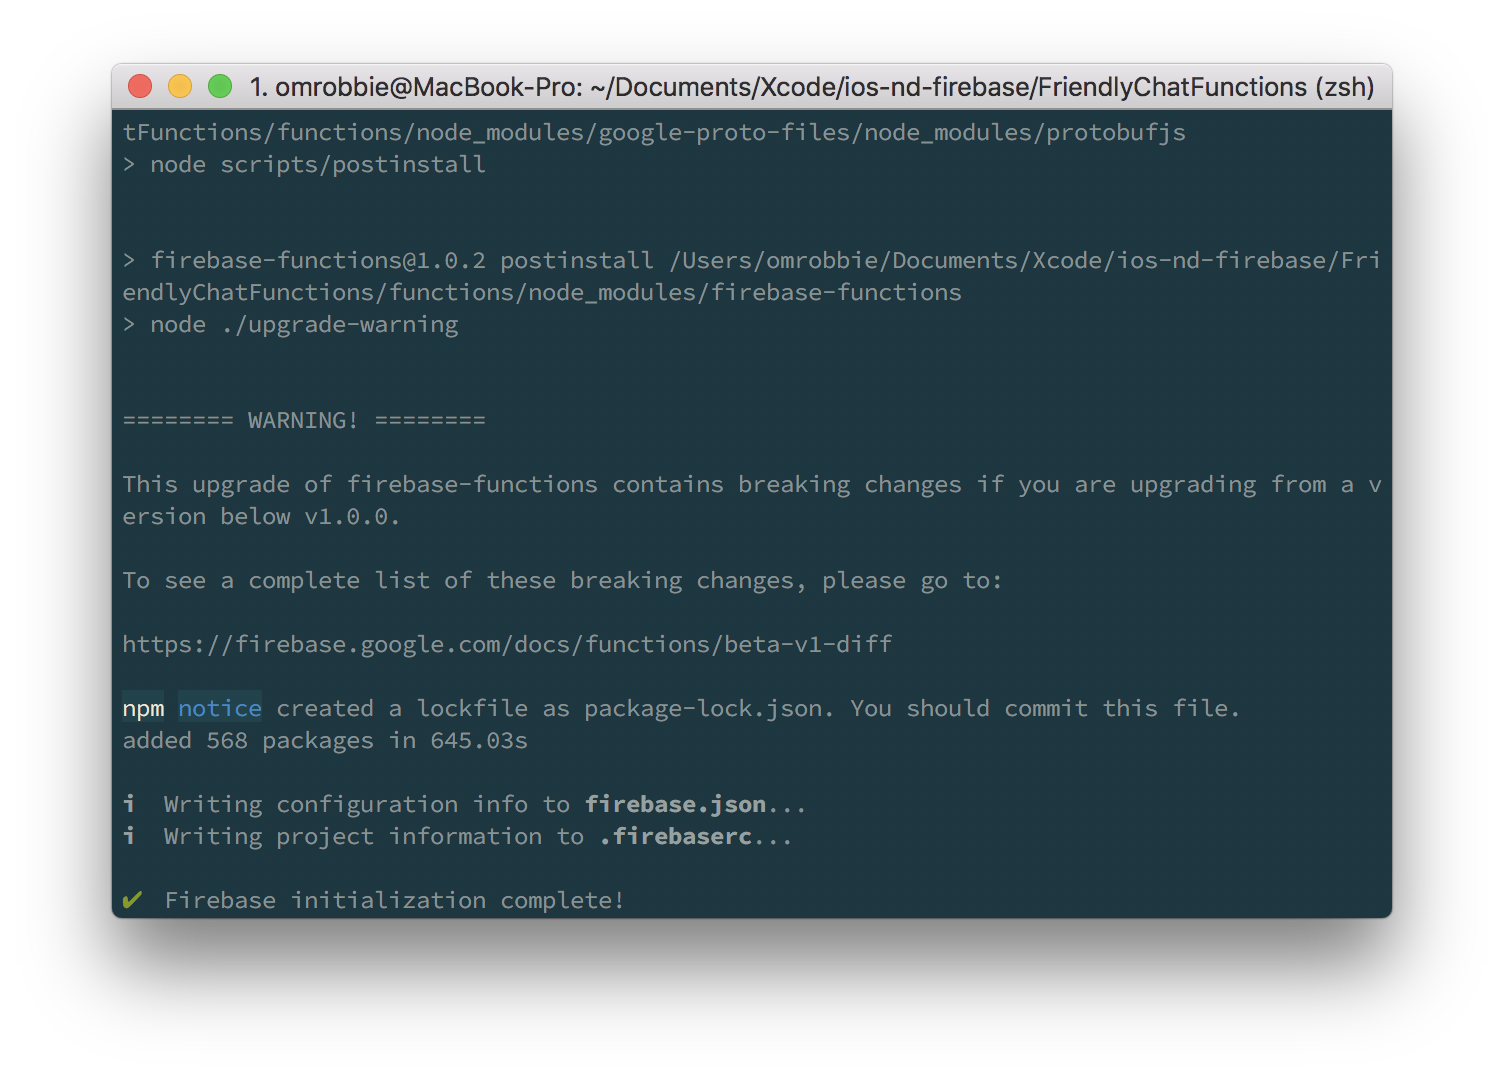 1. omrobbie@MacBook-Pro: ~/Documents/Xcode/ios-nd-firebase/FriendlyChatFunctions (zsh)
tFunctions/functions/node_modules/google-proto-files/node_modules/protobufjs
> node scripts/postinstall
> firebase-functions@1.0.2 postinstall /Users/omrobbie/Documents/Xcode/ios-nd-firebase/Fri
endlyChatFunctions/functions/node_modules/firebase-functions
> node ./upgrade-warning
======== WARNING! ========
This upgrade of firebase-functions contains breaking changes if you are upgrading from a v
ersion below v1.0.0.
To see a complete list of these breaking changes, please go to:
https://firebase.google.com/docs/functions/beta-v1-diff
npm notice created a lockfile as package-lock.json. You should commit this file.
added 568 packages in 645.03s
i  Writing configuration info to firebase.json...
i  Writing project information to .firebaserc...
✔  Firebase initialization complete!